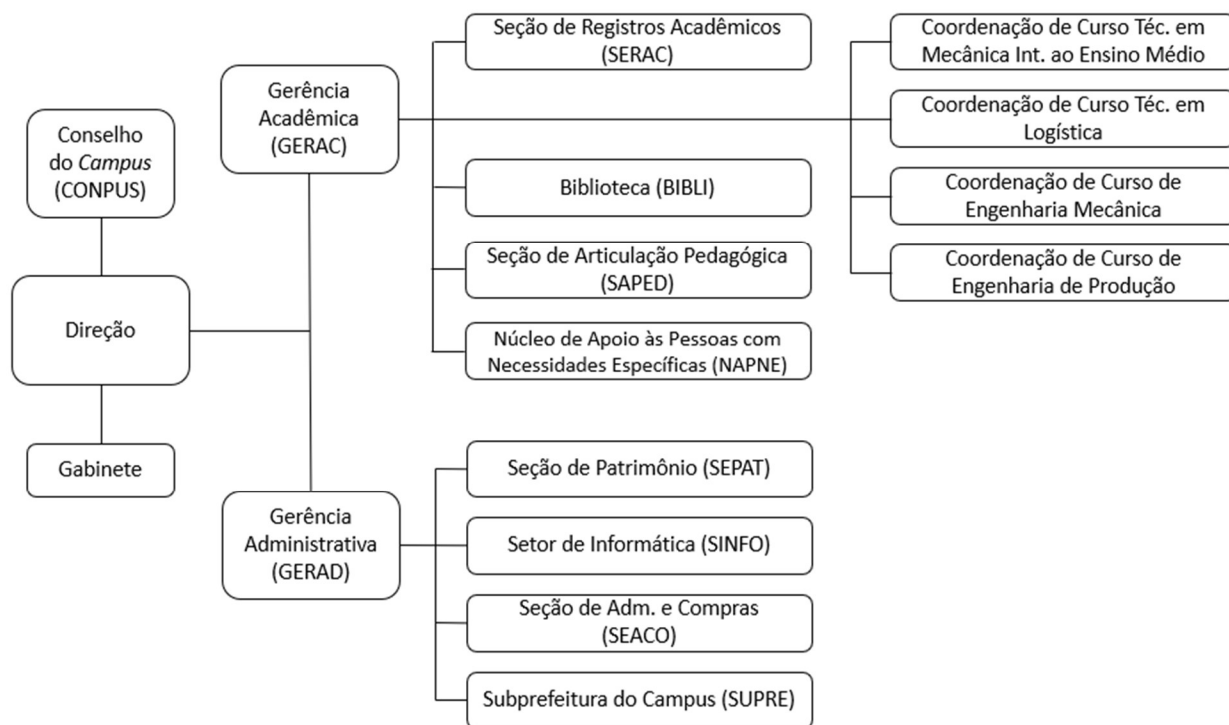 Conselho
do Campus
(CONPUS)
Direção
Gabinete
Gerência
Acadêmica
(GERAC)
Gerência
Administrativa
(GERAD)
Seção de Registros Acadêmicos
(SERAC)
Biblioteca (BIBLI)
Seção de Articulação Pedagógica
(SAPED)
Núcleo de Apoio às Pessoas com
Necessidades Específicas (NAPNE)
Seção de Patrimônio (SEPAT)
Setor de Informática (SINFO)
Seção de Adm. e Compras
(SEACO)
Subprefeitura do Campus (SUPRE)
Coordenação de Curso Téc. em
Mecânica Int. ao Ensino Médio
Coordenação de Curso Téc. em
Logística
Coordenação de Curso de
Engenharia Mecânica
Coordenação de Curso de
Engenharia de Produção